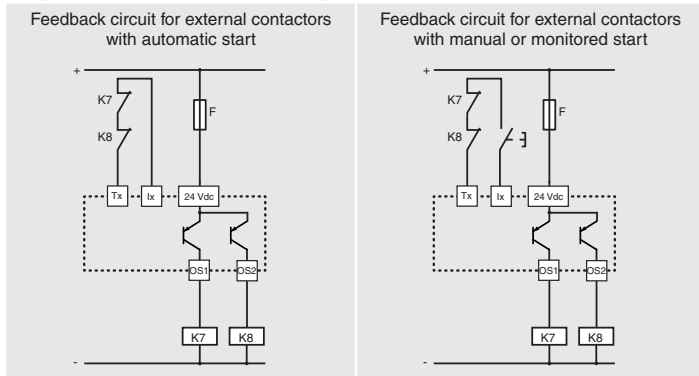 Feedback circuit for external contactors
with automatic start
+
K7
K8
F
Tx
Ix
24 Vdc
OS1
OS2
K7
K8
-
Feedback circuit for external contactors
with manual or monitored start
+
K7
K8
F
Tx
Ix
24 Vdc
OS1
OS2
K7
K8
-